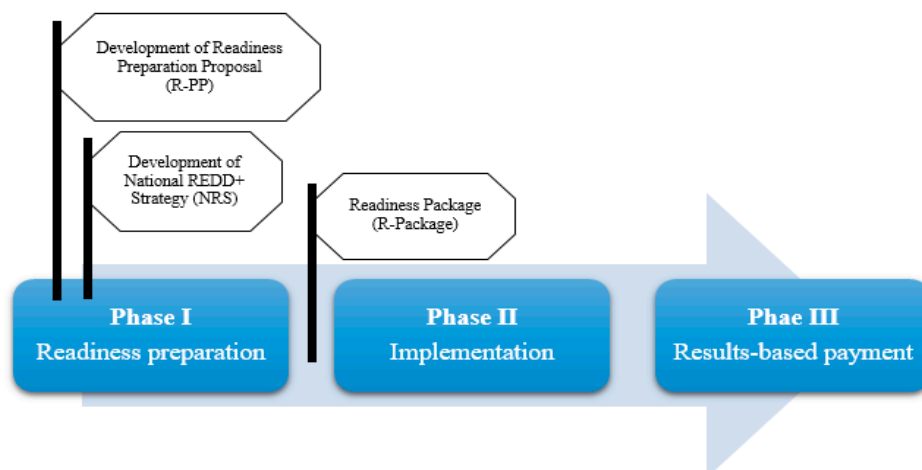 Development of Readiness
Preparation Proposal
(R-PP)
Development of
National REDD+
Strategy (NRS)
Readiness Package
(R-Package)
Phase I
Readiness preparation
Phase II
Implementation
Phae III
Results-based payment